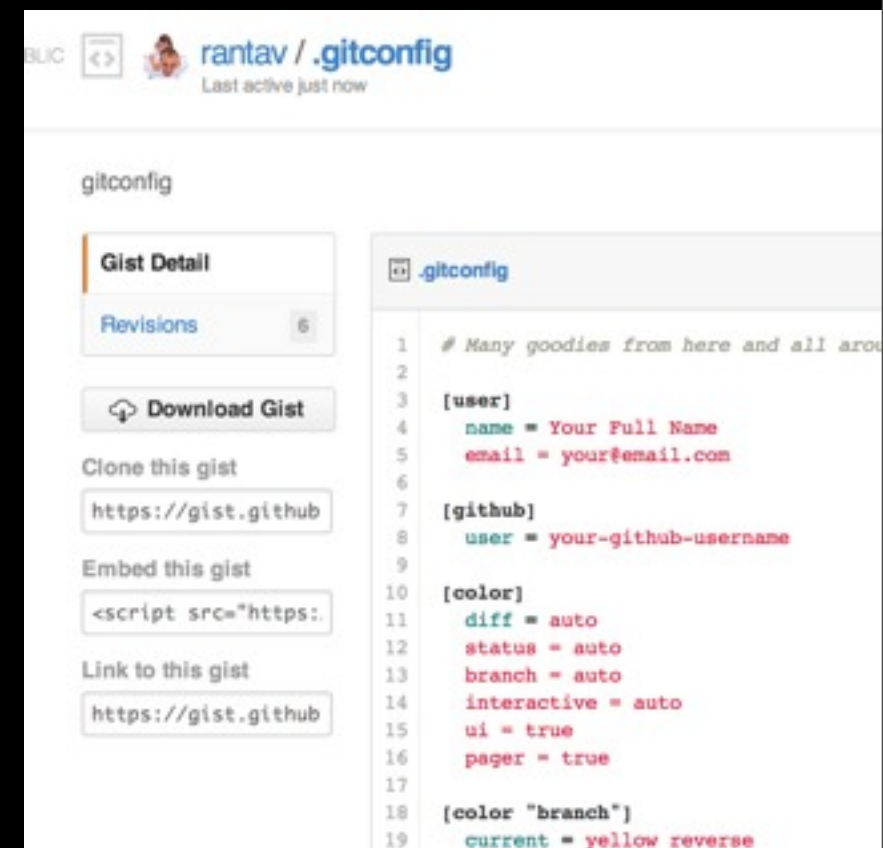 BLIC rantav / .gitconfig
Last active just now
gitconfig
Gist Detail
Revisions 6
Download Gist
Clone this gist
https://gist.github
Embed this gist
<script src="https:.
Link to this gist
https://gist.github
.gitconfig
1 # Many goodies from here and all arou
2
3 [user]
4 name = Your Full Name
5 email = your@email.com
6
7 [github]
8 user = your-github-username
9
10 [color]
11 diff = auto
12 status = auto
13 branch = auto
14 interactive = auto
15 ui = true
16 pager = true
17
18 [color "branch"]
19 current = yellow reverse